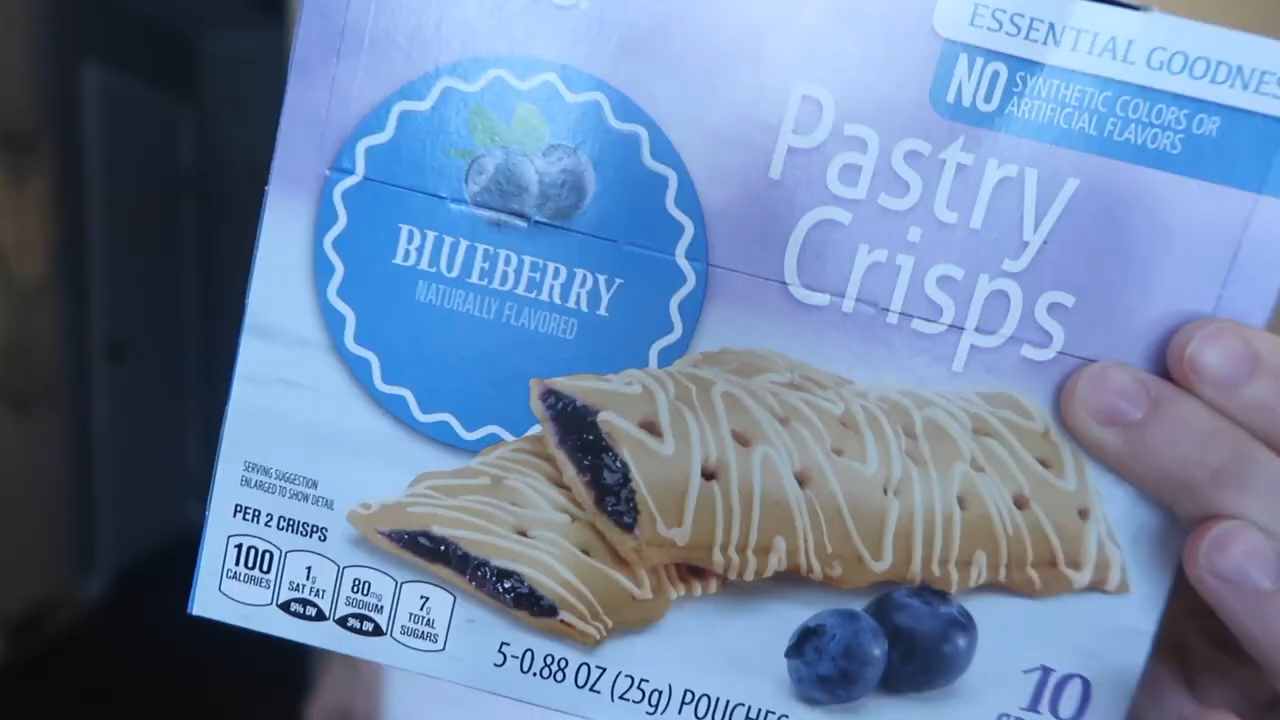 ESSENTIAL GOODNES
NO SYNTHETIC COLORS OR
ARTIFICIAL FLAVORS
Pastry
Crisps
BLUEBERRY
NATURALLY FLAVORED
SERVING SUGGESTION
ENLARGED TO SHOW DETAIL
PER 2 CRISPS
100
CALORIES
1g
SAT FAT
5% DV
80mg
SODIUM
3% DV
7g
TOTAL
SUGARS
5-0.88 OZ (25g) POUCHES
10